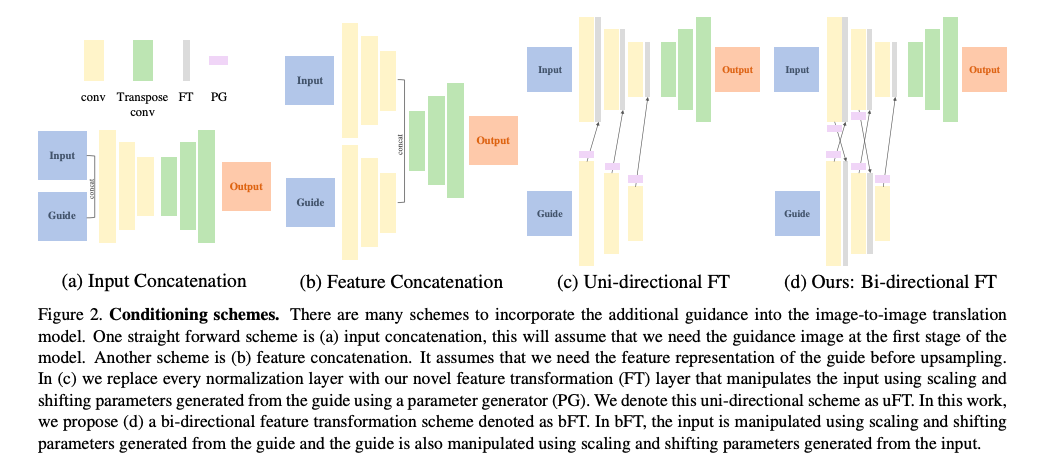 conv
Transpose
conv
FT
PG
Input
Guide
concat
Output
(a) Input Concatenation
Input
Guide
concat
Output
(b) Feature Concatenation
Input
Guide
Output
(c) Uni-directional FT
Input
Guide
Output
(d) Ours: Bi-directional FT
Figure 2. Conditioning schemes. There are many schemes to incorporate the additional guidance into the image-to-image translation
model. One straight forward scheme is (a) input concatenation, this will assume that we need the guidance image at the first stage of the
model. Another scheme is (b) feature concatenation. It assumes that we need the feature representation of the guide before upsampling.
In (c) we replace every normalization layer with our novel feature transformation (FT) layer that manipulates the input using scaling and
shifting parameters generated from the guide using a parameter generator (PG). We denote this uni-directional scheme as uFT. In this work,
we propose (d) a bi-directional feature transformation scheme denoted as bFT. In bFT, the input is manipulated using scaling and shifting
parameters generated from the guide and the guide is also manipulated using scaling and shifting parameters generated from the input.